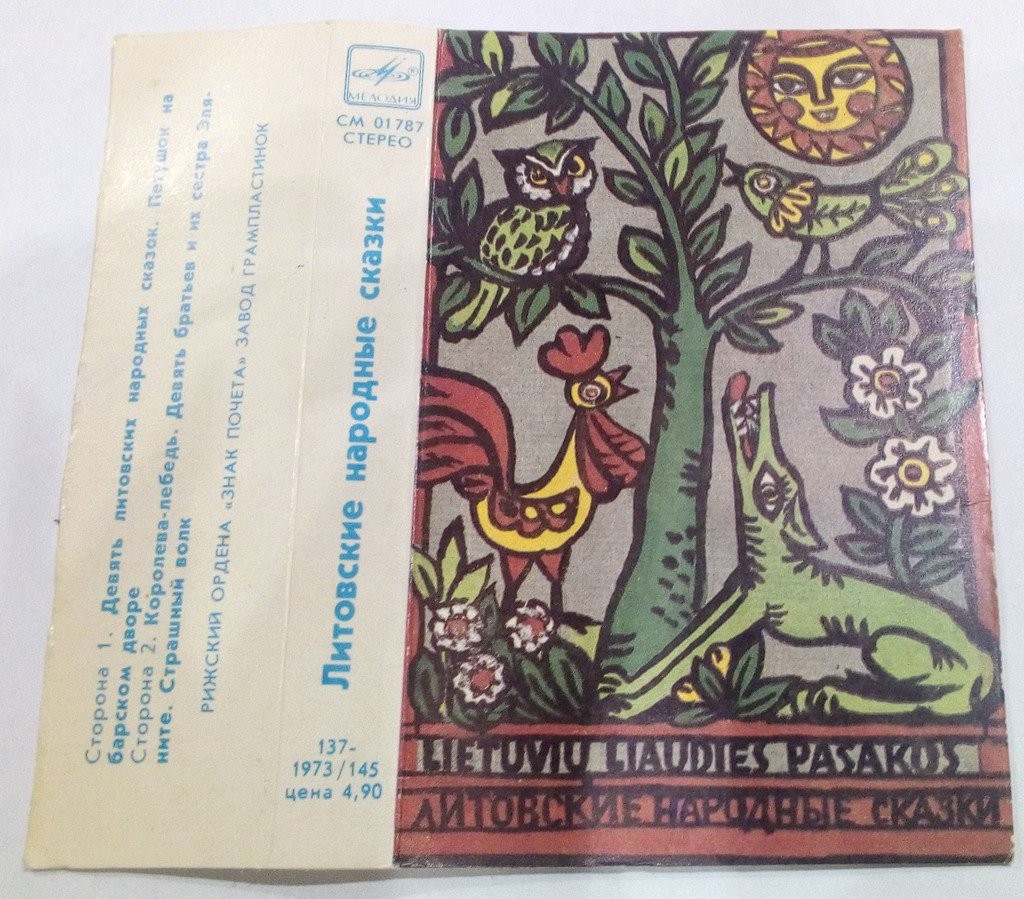 Сторона 1. Девять литовских народных сказок. Петушок на
барском дворе
Сторона 2. Королева-лебедь. Девять братьев и их сестра Эля-
ните. Страшный волк
РИЖСКИЙ ОРДЕНА «ЗНАК ПОЧЕТА» ЗАВОД ГРАМПЛАСТИНОК
МЕЛОДИЯ
СМ 01787
СТЕРЕО
Литовские народные сказки
137-
1973/145
цена 4,90
LIETUVIU LIAUDIES PASAKOS
ЛИТОВСКИЕ НАРОДНЫЕ СКАЗКИ